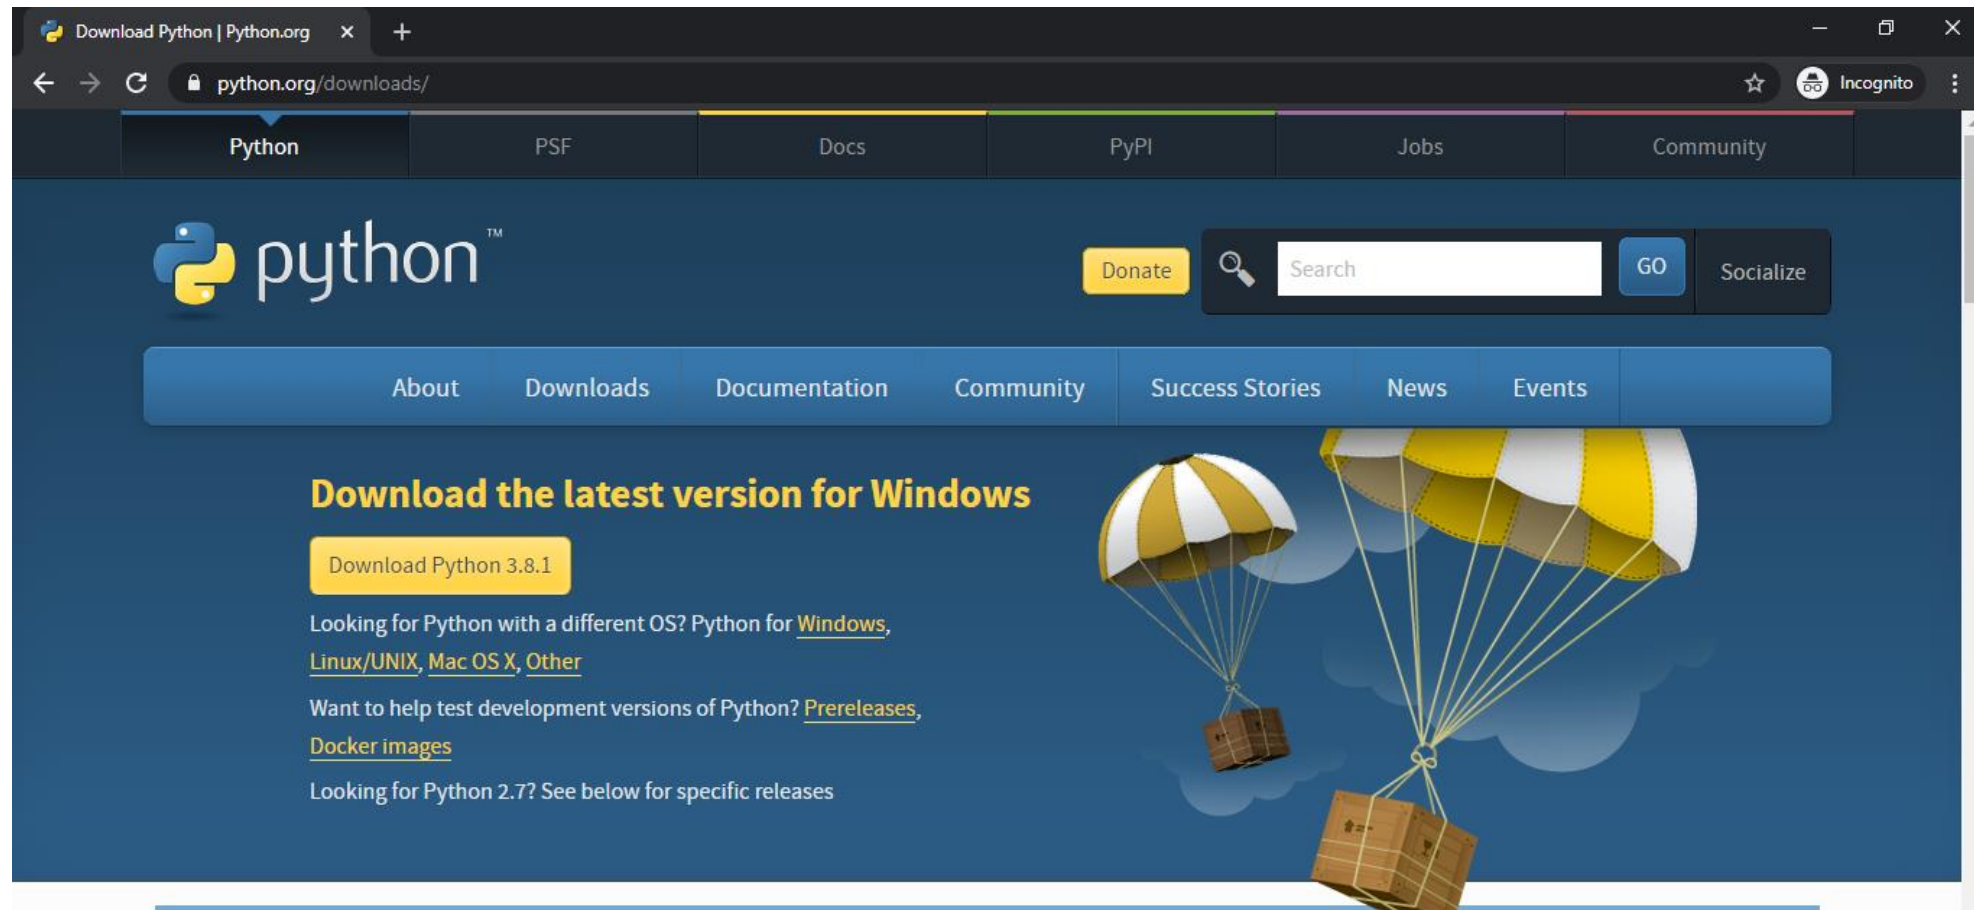 Download Python | Python.org
python.org/downloads/
Incognito
Python PSF Docs PyPI Jobs Community
python™
Donate Search GO Socialize
About Downloads Documentation Community Success Stories News Events
Download the latest version for Windows
Download Python 3.8.1
Looking for Python with a different OS? Python for Windows,
Linux/UNIX, Mac OS X, Other
Want to help test development versions of Python? Prereleases,
Docker images
Looking for Python 2.7? See below for specific releases